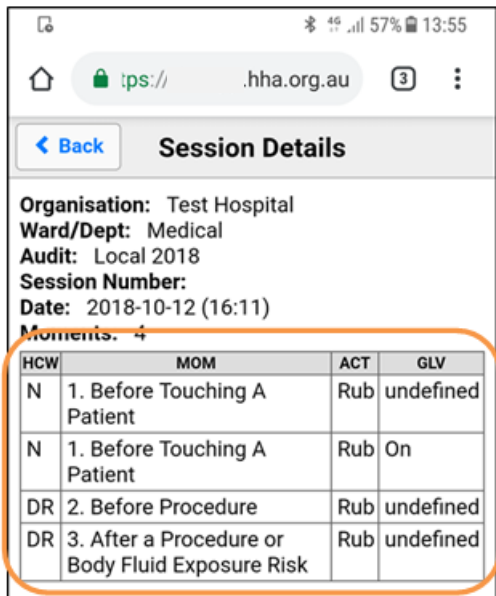 4G 57% 13:55
tps:// .hha.org.au 3
Back Session Details
Organisation: Test Hospital
Ward/Dept: Medical
Audit: Local 2018
Session Number:
Date: 2018-10-12 (16:11)
Moments: 4
HCW MOM ACT GLV
N 1. Before Touching A Rub undefined
Patient
N 1. Before Touching A Rub On
Patient
DR 2. Before Procedure Rub undefined
DR 3. After a Procedure or Rub undefined
Body Fluid Exposure Risk